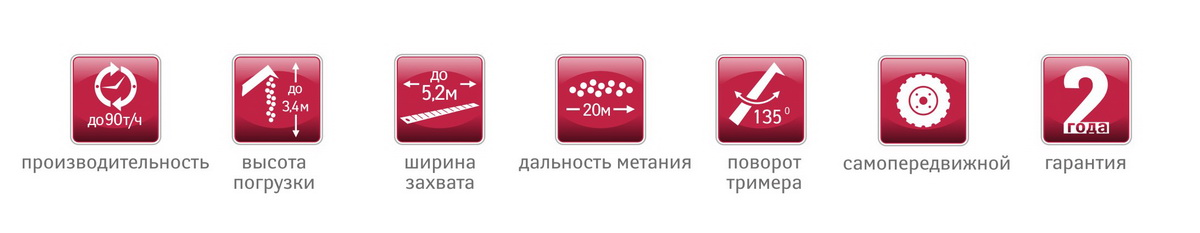 до90т/ч
производительность
до
3,4м
высота
погрузки
до
5,2м
ширина
захвата
20м
дальность метания
135⁰
поворот
тримера
самопередвижной
2
года
гарантия